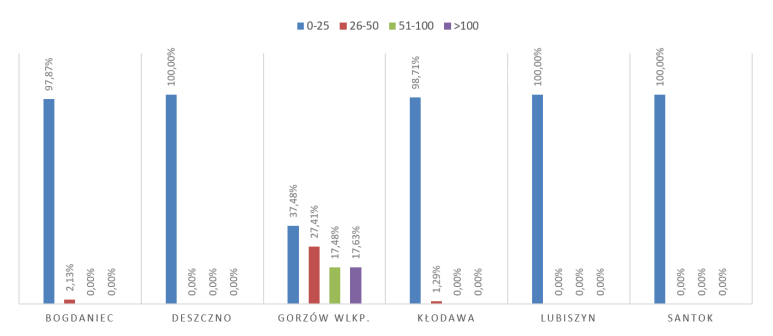 0-25 26-50 51-100 >100
97,87% 2,13% 0,00% 0,00%
100,00% 0,00% 0,00% 0,00%
37,48% 27,41% 17,48% 17,63%
98,71% 1,29% 0,00% 0,00%
100,00% 0,00% 0,00% 0,00%
100,00% 0,00% 0,00% 0,00%
BOGDANIEC DESZCZNO GORZÓW WLKP. KŁODAWA LUBISZYN SANTOK